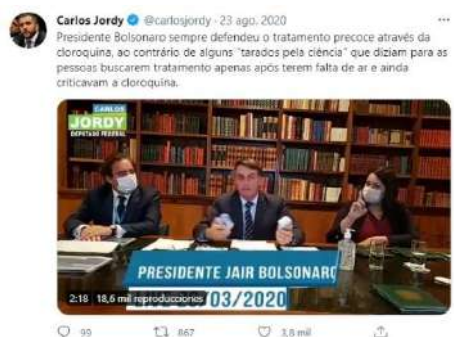 Carlos Jordy @carlosjordy · 23 ago. 2020
Presidente Bolsonaro sempre defendeu o tratamento precoce através da
cloroquina, ao contrário de alguns "tarados pela ciência" que diziam para as
pessoas buscarem tratamento apenas após terem falta de ar e ainda
criticavam a cloroquina.
CARLOS
JORDY
DEPUTADO FEDERAL
PRESIDENTE JAIR BOLSONARO
2:18 18,6 mil reproducciones
/03/2020
99 867 3,8 mil